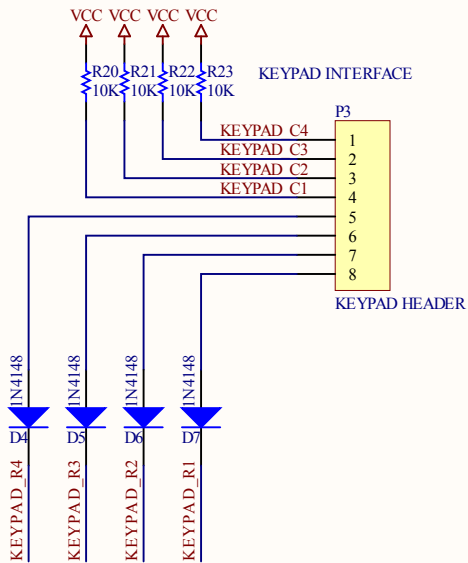 VCC VCC VCC VCC
R20 R21 R22 R23
10K 10K 10K 10K
KEYPAD INTERFACE
P3
KEYPAD C4 1
KEYPAD C3 2
KEYPAD C2 3
KEYPAD C1 4
5
6
7
8
KEYPAD HEADER
1N4148 1N4148 1N4148 1N4148
D4 D5 D6 D7
KEYPAD_R4 KEYPAD_R3 KEYPAD_R2 KEYPAD_R1